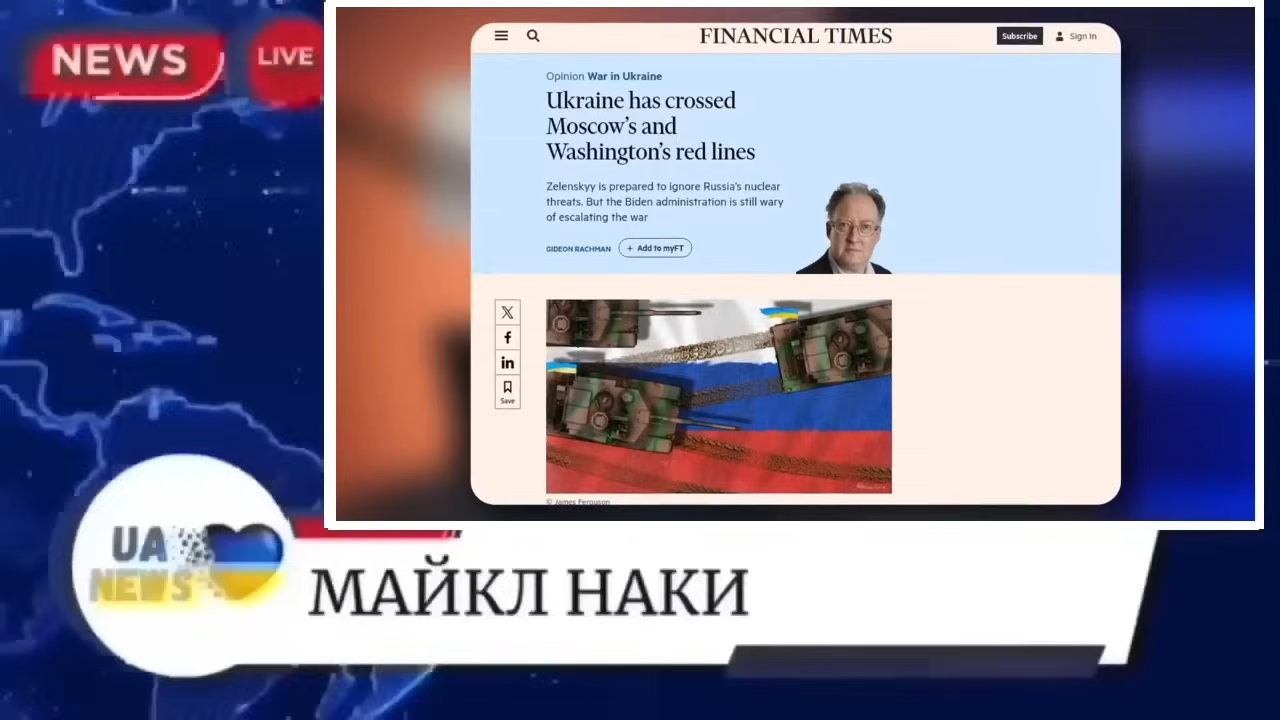 NEWS
LIVE
FINANCIAL TIMES
Subscribe
Sign In
Opinion War in Ukraine
Ukraine has crossed
Moscow's and
Washington's red lines
Zelenskyy is prepared to ignore Russia's nuclear
threats. But the Biden administration is still wary
of escalating the war
GIDEON RACHMAN
+ Add to myFT
Save
© James Ferguson
UA
NEWS
МАЙКЛ НАКИ